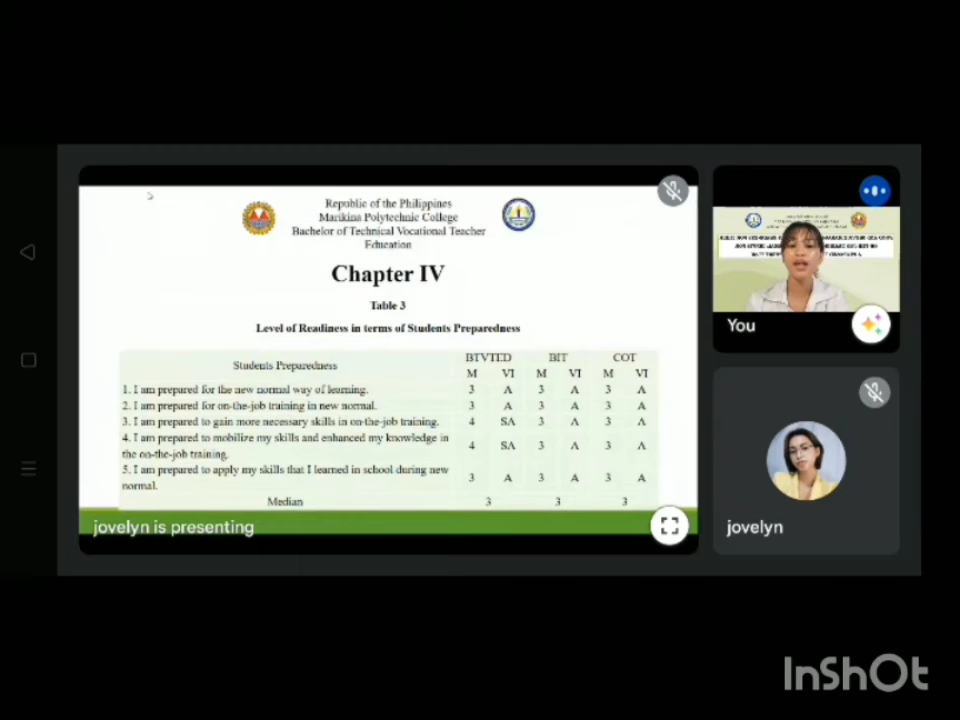 Republic of the Philippines
Marikina Polytechnic College
Bachelor of Technical Vocational Teacher
Education
Chapter IV
Table 3
Level of Readiness in terms of Students Preparedness
Students Preparedness BTVTED BIT COT
M VI M VI M VI
1. I am prepared for the new normal way of learning. 3 A 3 A 3 A
2. I am prepared for on-the-job training in new normal. 3 A 3 A 3 A
3. I am prepared to gain more necessary skills in on-the-job training. 4 SA 3 A 3 A
4. I am prepared to mobilize my skills and enhanced my knowledge in
the on-the-job training. 4 SA 3 A 3 A
5. I am prepared to apply my skills that I learned in school during new
normal. 3 A 3 A 3 A
Median 3 3 3
jovelyn is presenting
You
jovelyn
InShOt